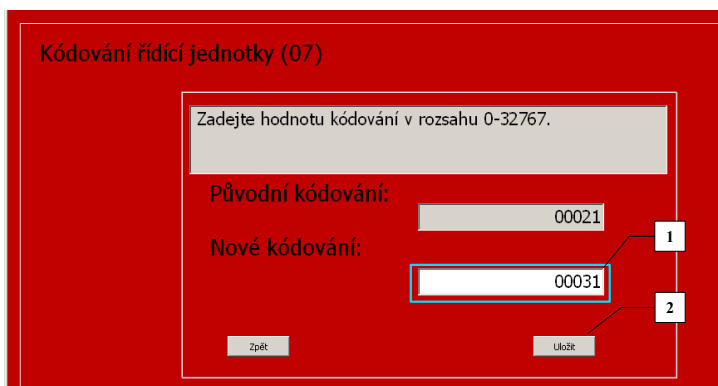 Kódování řídící jednotky (07)
Zadejte hodnotu kódování v rozsahu 0-32767.
Původní kódování:
00021
1
Nové kódování:
00031
2
Zpět
Uložit